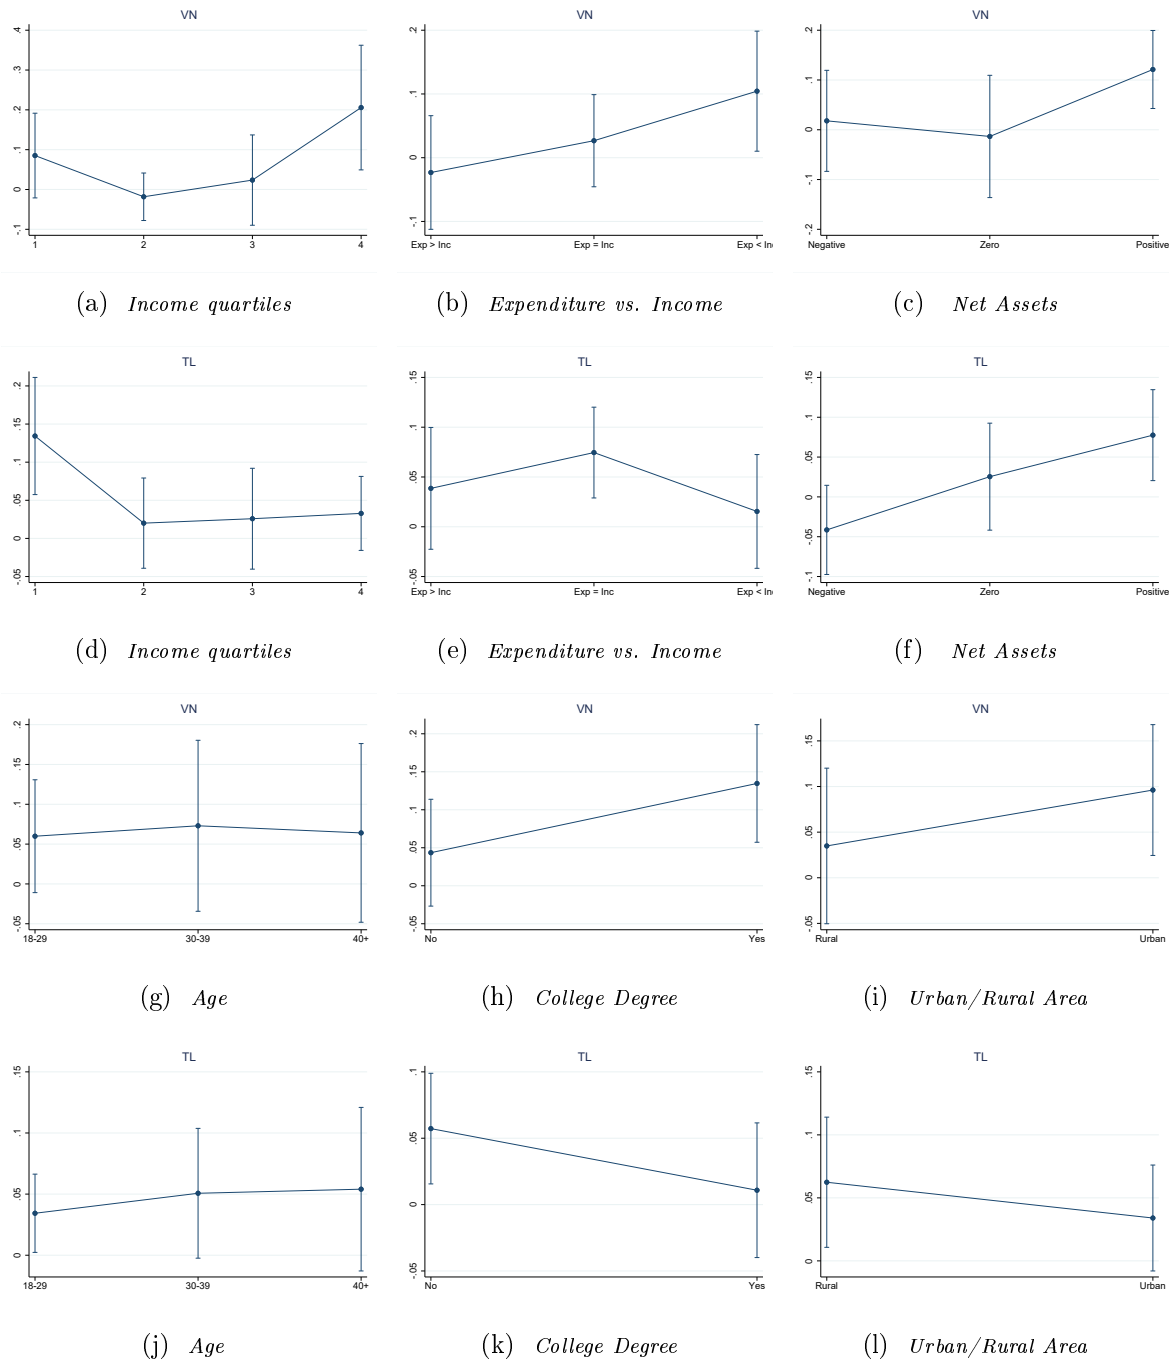 VN
.4
.3
.2
.1
0
-.1
1 2 3 4
(a) Income quartiles
VN
.2
.1
0
-.1
Exp > Inc Exp = Inc Exp < In
(b) Expenditure vs. Income
VN
.2
.1
0
-.1
-.2
Negative Zero Positive
(c) Net Assets
TL
.2
.15
.1
.05
0
-.05
1 2 3 4
(d) Income quartiles
TL
.15
.1
.05
0
-.05
Exp > Inc Exp = Inc Exp < In
(e) Expenditure vs. Income
TL
.15
.1
.05
0
-.05
-.1
Negative Zero Positive
(f) Net Assets
VN
.2
.15
.1
.05
0
-.05
18-29 30-39 40+
(g) Age
VN
.2
.15
.1
.05
0
-.05
No Yes
(h) College Degree
VN
.15
.1
.05
0
-.05
Rural Urban
(i) Urban/Rural Area
TL
.15
.1
.05
0
18-29 30-39 40+
(j) Age
TL
.1
.05
0
-.05
No Yes
(k) College Degree
TL
.15
.1
.05
0
Rural Urban
(l) Urban/Rural Area